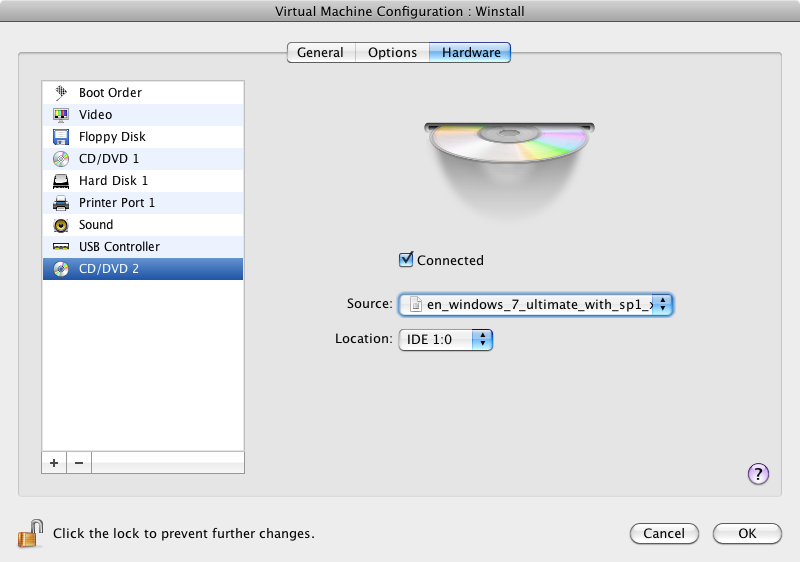 Virtual Machine Configuration : Winstall
General Options Hardware
Boot Order
Video
Floppy Disk
CD/DVD 1
Hard Disk 1
Printer Port 1
Sound
USB Controller
CD/DVD 2
Connected
Source: en_windows_7_ultimate_with_sp1_x
Location: IDE 1:0
+ −
?
Click the lock to prevent further changes.
Cancel OK